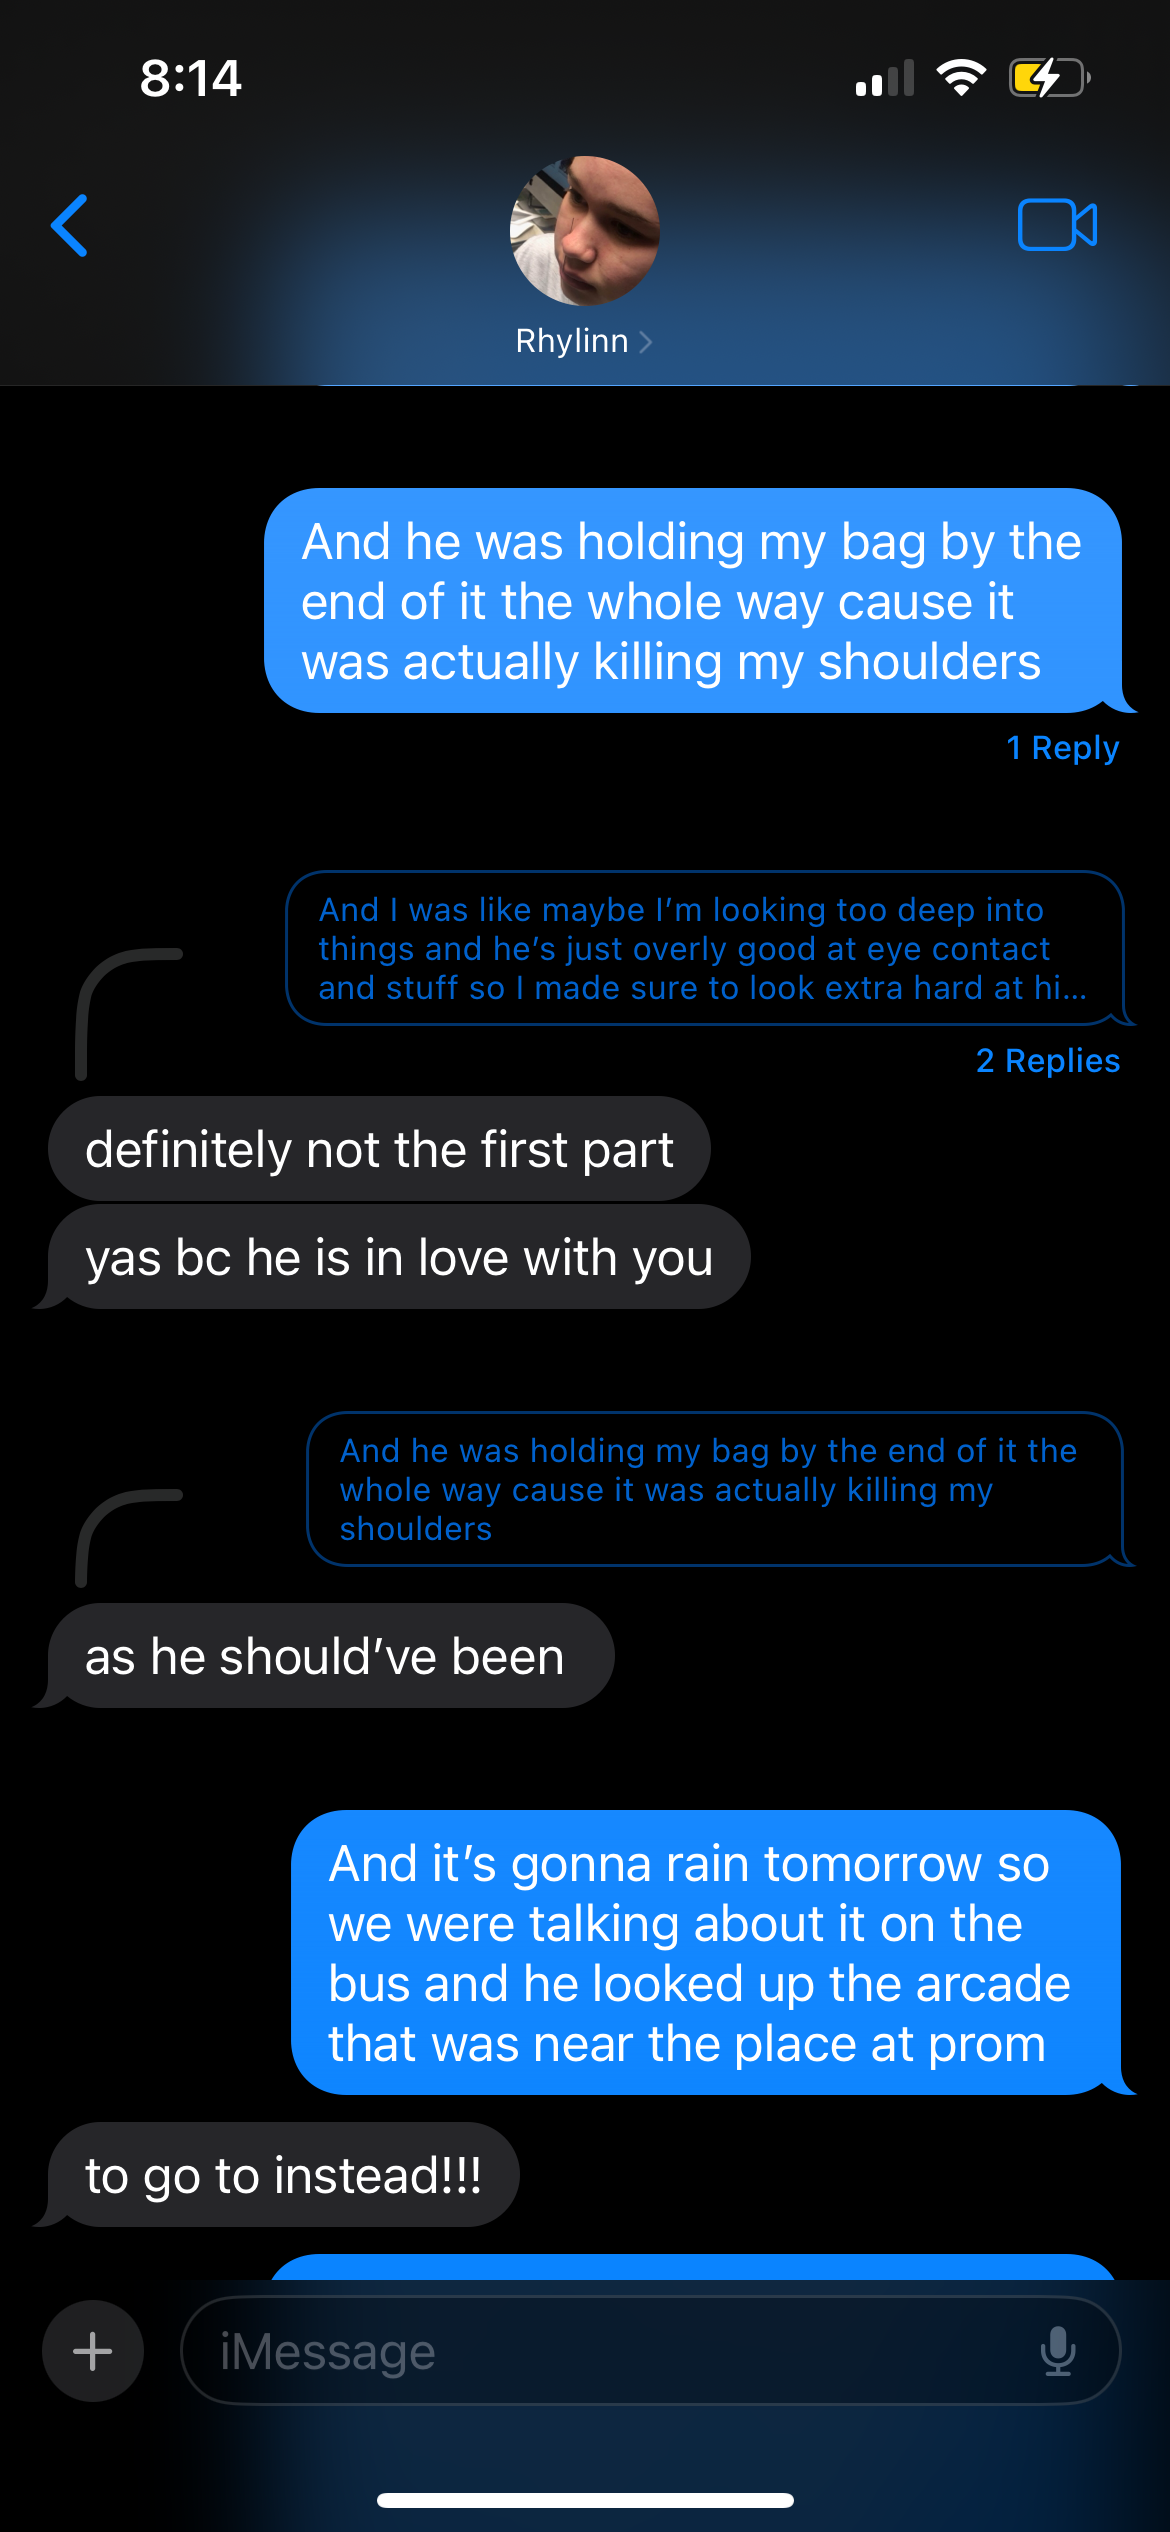 8:14
Rhylinn
And he was holding my bag by the
end of it the whole way cause it
was actually killing my shoulders
1 Reply
And I was like maybe I’m looking too deep into
things and he’s just overly good at eye contact
and stuff so I made sure to look extra hard at hi...
2 Replies
definitely not the first part
yas bc he is in love with you
And he was holding my bag by the end of it the
whole way cause it was actually killing my
shoulders
as he should’ve been
And it’s gonna rain tomorrow so
we were talking about it on the
bus and he looked up the arcade
that was near the place at prom
to go to instead!!!
iMessage